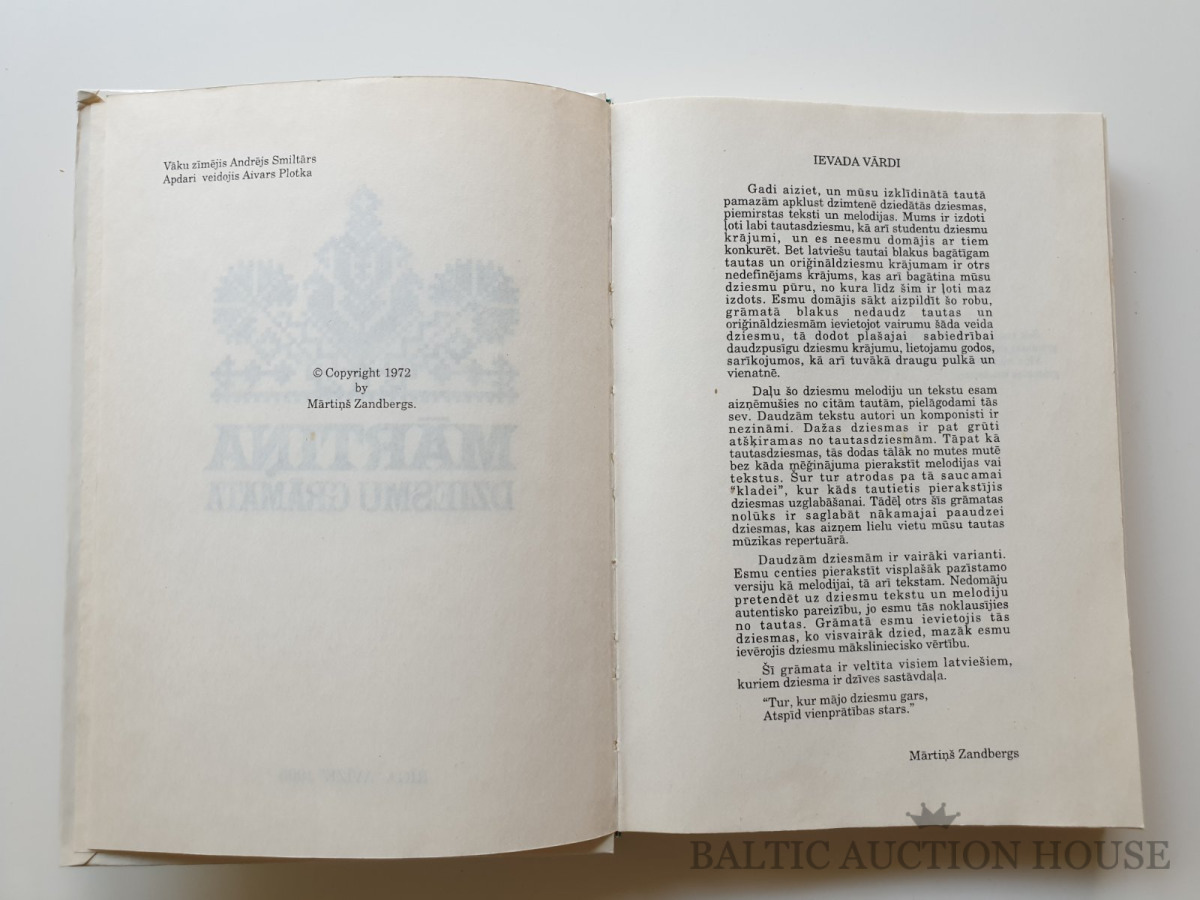 Vāku zīmējis Andrējs Smiltārs
Apdari veidojis Aivars Plotka
© Copyright 1972
by
Mārtiņš Zandbergs.
MĀRTIŅA
DZIESMU GRĀMATA
IEVADA VĀRDI
Gadi aiziet, un mūsu izklīdinātā tautā
pamazām apklust dzimtenē dziedātās dziesmas,
piemirstas teksti un melodijas. Mums ir izdoti
ļoti labi tautasdziesmu, kā arī studentu dziesmu
krājumi, un es neesmu domājis ar tiem
konkurēt. Bet latviešu tautai blakus bagātīgam
tautas un oriģināldziesmu krājumam ir otrs
nedefinējams krājums, kas arī bagātina mūsu
dziesmu pūru, no kura līdz šim ir ļoti maz
izdots. Esmu domājis sākt aizpildīt šo robu,
grāmatā blakus nedaudz tautas un
oriģināldziesmām ievietojot vairumu šāda veida
dziesmu, tā dodot plašajai sabiedrībai
daudzpusīgu dziesmu krājumu, lietojamu godos,
sarīkojumos, kā arī tuvākā draugu pulkā un
vienatnē.
Daļu šo dziesmu melodiju un tekstu esam
aizņēmušies no citām tautām, pielāgodami tās
sev. Daudzām tekstu autori un komponisti ir
nezināmi. Dažas dziesmas ir pat grūti
atšķiramas no tautasdziesmām. Tāpat kā
tautasdziesmas, tās dodas tālāk no mutes mutē
bez kāda mēģinājuma pierakstīt melodijas vai
tekstus. Šur tur atrodas pa tā saucamai
"kladei", kur kāds tautietis pierakstījis
dziesmas uzglabāšanai. Tādēļ otrs šīs grāmatas
nolūks ir saglabāt nākamajai paaudzei
dziesmas, kas aizņem lielu vietu mūsu tautas
mūzikas repertuārā.
Daudzām dziesmām ir vairāki varianti.
Esmu centies pierakstīt visplašāk pazīstamo
versiju kā melodijai, tā arī tekstam. Nedomāju
pretendēt uz dziesmu tekstu un melodiju
autentisko pareizību, jo esmu tās noklausījies
no tautas. Grāmatā esmu ievietojis tās
dziesmas, ko visvairāk dzied, mazāk esmu
ievērojis dziesmu māksliniecisko vērtību.
Šī grāmata ir veltīta visiem latviešiem,
kuriem dziesma ir dzīves sastāvdaļa.
"Tur, kur mājo dziesmu gars,
Atspīd vienprātības stars."
Mārtiņš Zandbergs
BALTIC AUCTION HOUSE